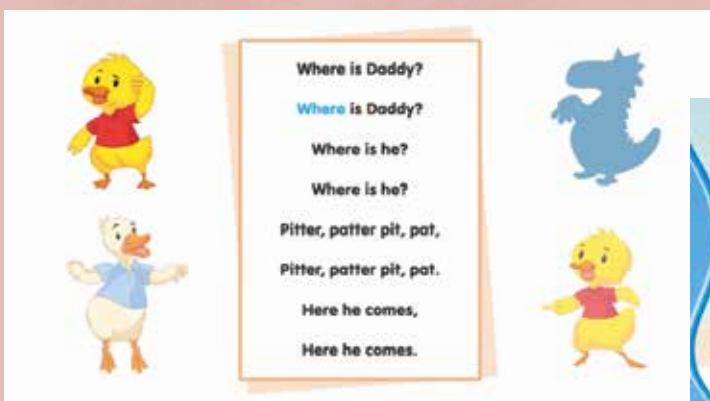 Where is Daddy?
Where is Daddy?
Where is he?
Where is he?
Pitter, patter pit, pat,
Pitter, patter pit, pat.
Here he comes,
Here he comes.